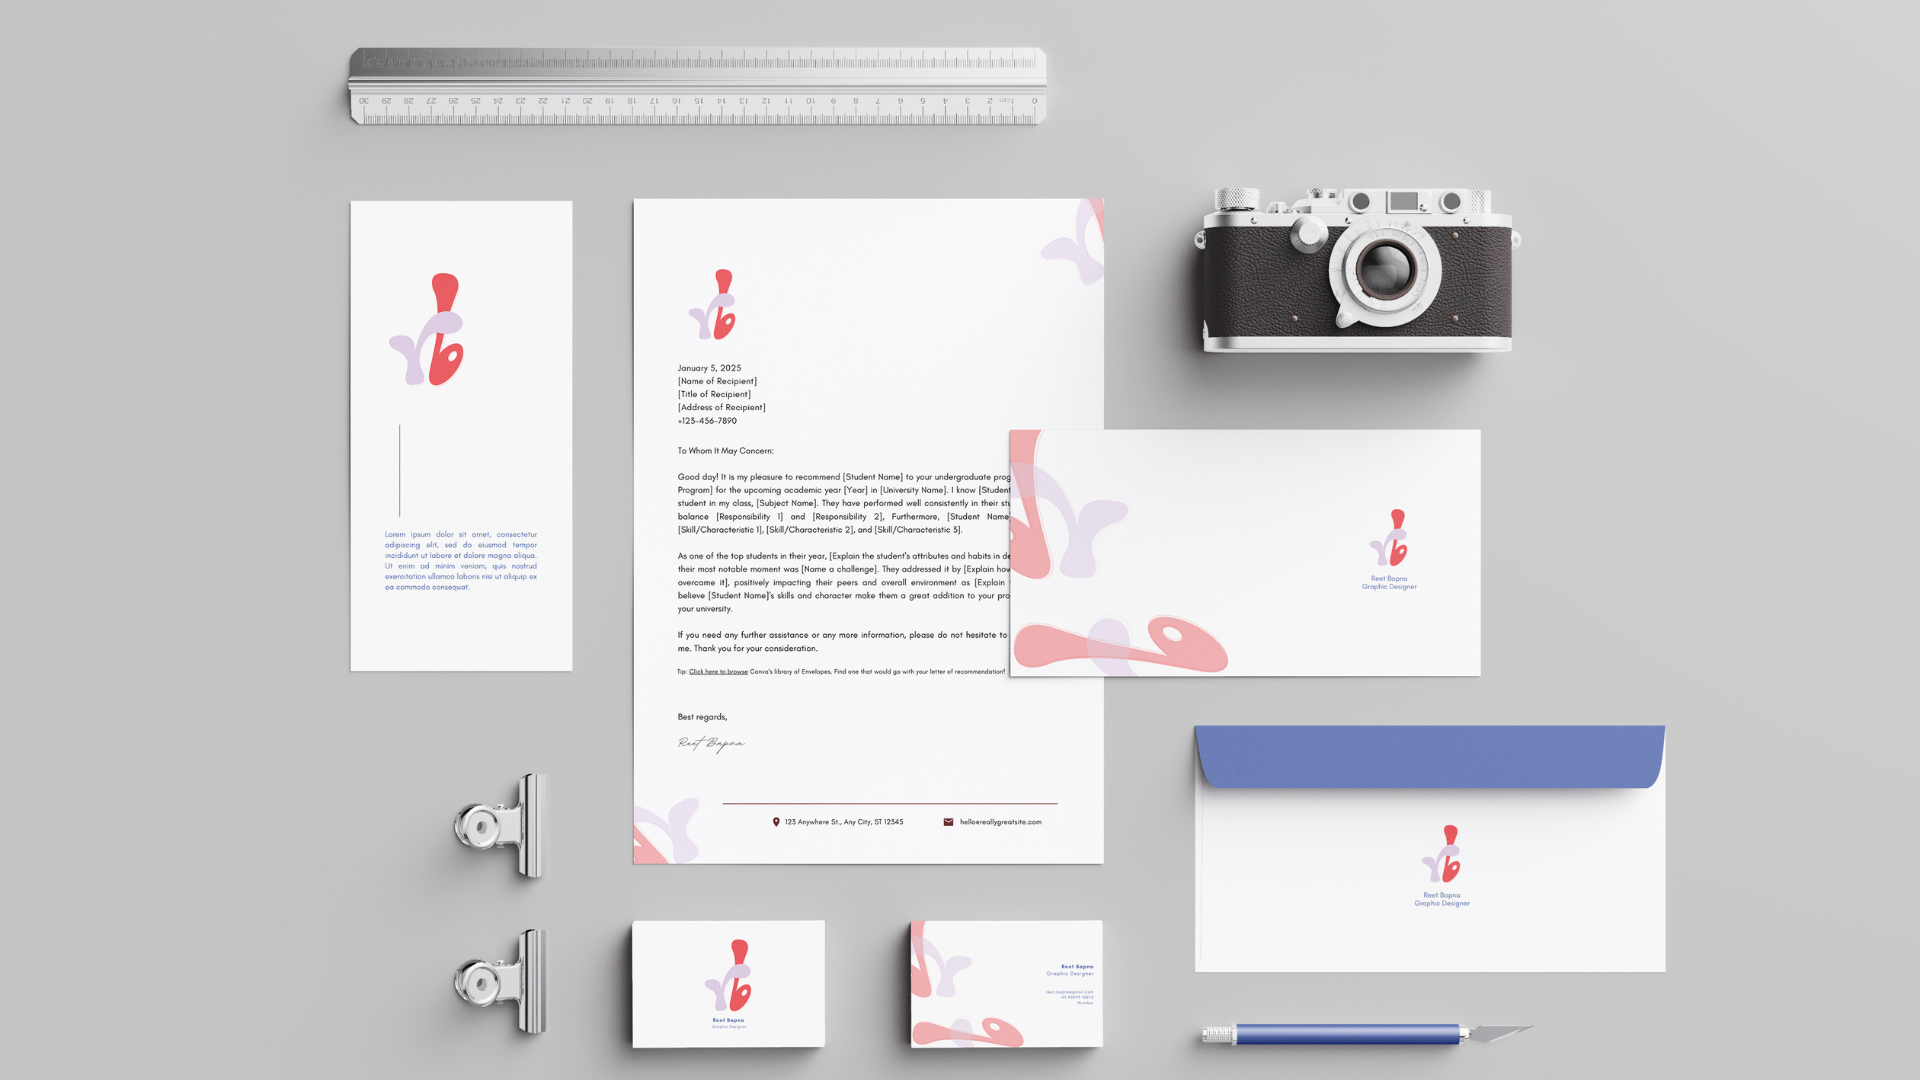 30 29 28 27 26 25 24 23 22 21 20 19 18 17 16 15 14 13 12 11 10 9 8 7 6 5 4 3 2 1 0
rb
Lorem ipsum dolor sit amet, consectetur
adipiscing elit, sed do eiusmod tempor
incididunt ut labore et dolore magna aliqua.
Ut enim ad minim veniam, quis nostrud
exercitation ullamco laboris nisi ut aliquip ex
ea commodo consequat.
rb
January 5, 2025
[Name of Recipient]
[Title of Recipient]
[Address of Recipient]
+123-456-7890
To Whom It May Concern:
Good day! It is my pleasure to recommend [Student Name] to your undergraduate prog
Program] for the upcoming academic year [Year] in [University Name]. I know [Student
student in my class, [Subject Name]. They have performed well consistently in their stu
balance [Responsibility 1] and [Responsibility 2], Furthermore, [Student Name
[Skill/Characteristic 1], [Skill/Characteristic 2], and [Skill/Characteristic 3].
As one of the top students in their year, [Explain the student's attributes and habits in de
their most notable moment was [Name a challenge]. They addressed it by [Explain how
overcame it], positively impacting their peers and overall environment as [Explain
believe [Student Name]'s skills and character make them a great addition to your pro
your university.
If you need any further assistance or any more information, please do not hesitate to
me. Thank you for your consideration.
Tip: Click here to browse Canva's library of Envelopes. Find one that would go with your letter of recommendation!
Best regards,
Reet Bapna
123 Anywhere St., Any City, ST 12345
hello@reallygreatsite.com
rb
Reet Bapna
Graphic Designer
rb
Reet Bapna
Graphic Designer
rb
Reet Bapna
Graphic Designer
Reet Bapna
Graphic Designer
Mumbai